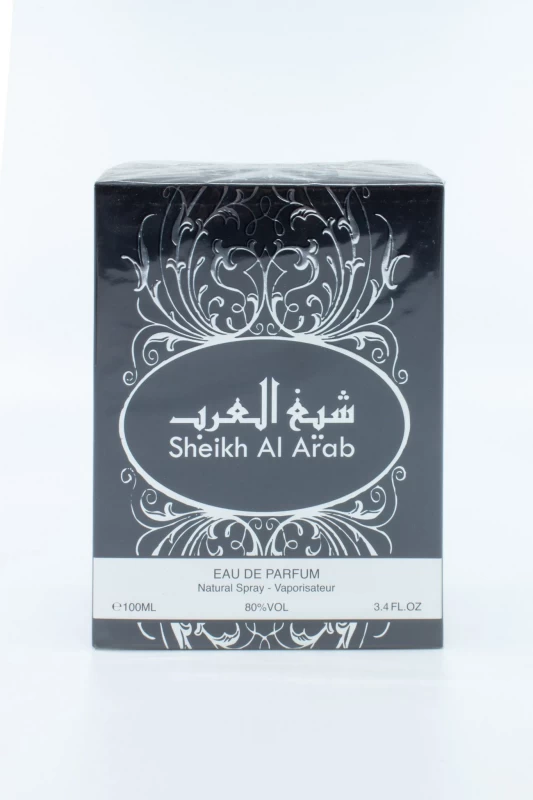 شيخ العرب
Sheikh Al Arab
EAU DE PARFUM
Natural Spray - Vaporisateur
℮100ML 80%VOL 3.4 FL.OZ